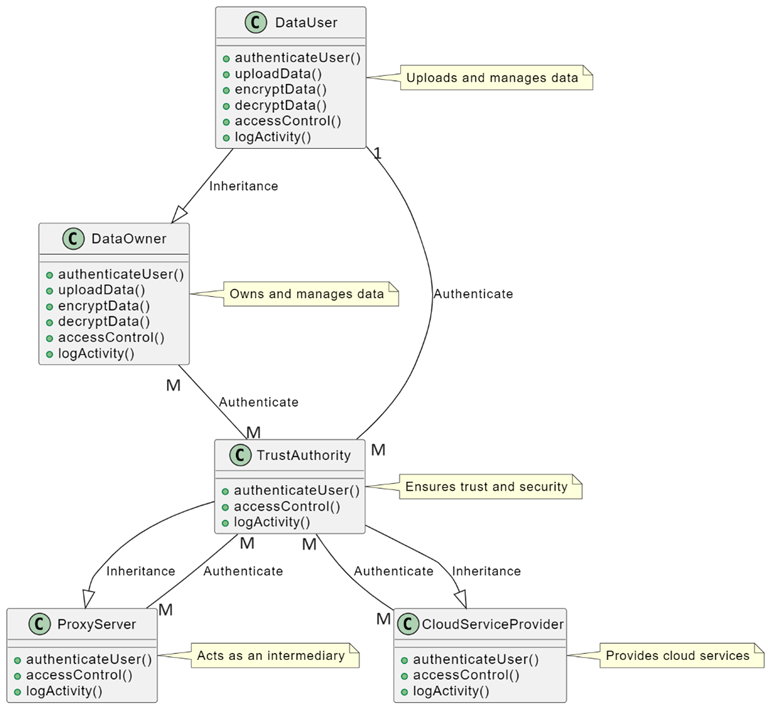 C DataUser
authenticateUser()
uploadData()
encryptData()
decryptData()
accessControl()
logActivity()
Uploads and manages data
1
Inheritance
C DataOwner
authenticateUser()
uploadData()
encryptData()
decryptData()
accessControl()
logActivity()
Owns and manages data
Authenticate
M
Authenticate
M
M
C TrustAuthority
authenticateUser()
accessControl()
logActivity()
Ensures trust and security
M
M
Inheritance
Authenticate
Authenticate
Inheritance
M
M
C ProxyServer
authenticateUser()
accessControl()
logActivity()
Acts as an intermediary
C CloudServiceProvider
authenticateUser()
accessControl()
logActivity()
Provides cloud services